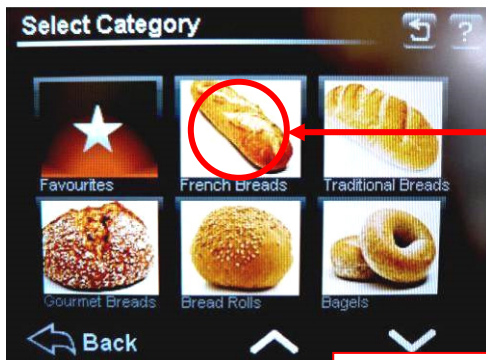 Select Category
?
Favourites French Breads Traditional Breads
Gourmet Breads Bread Rolls Bagels
Back